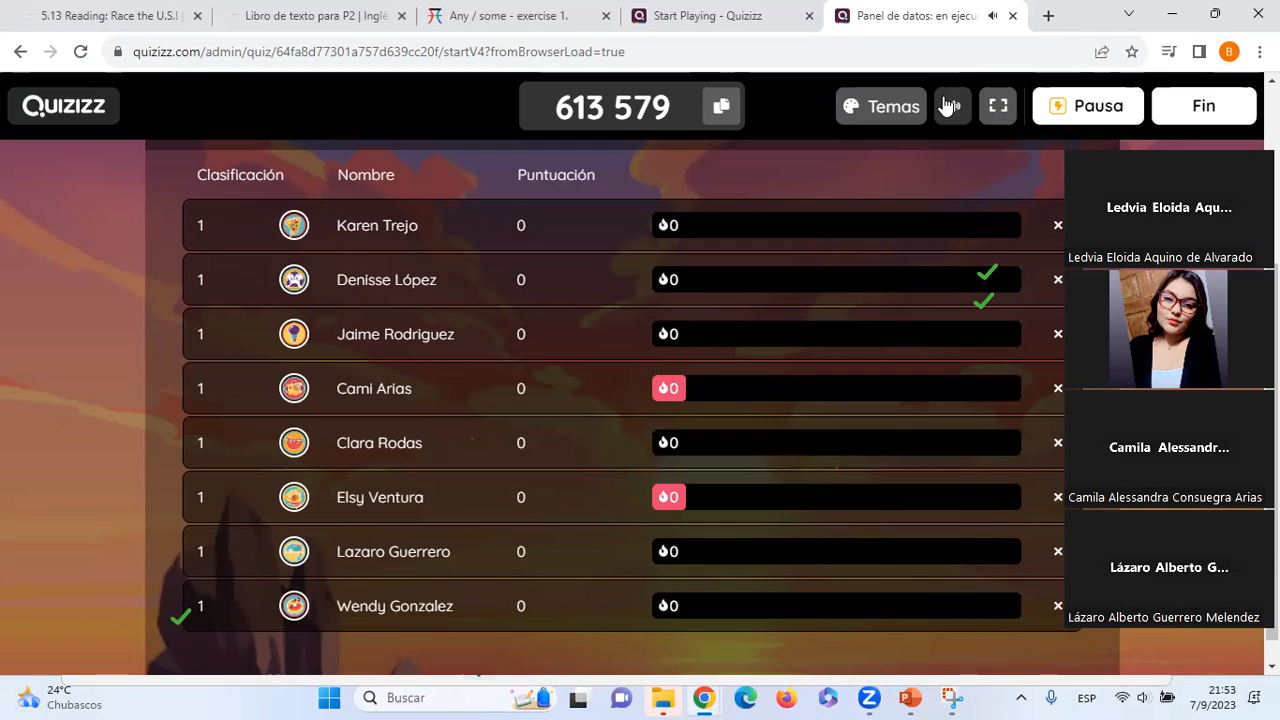 5.13 Reading: Race the U.S.!
Libro de texto para P2 | Inglé
Any / some - exercise 1.
Start Playing - Quizizz
Panel de datos: en ejecu
quizizz.com/admin/quiz/64fa8d77301a757d639cc20f/startV4?fromBrowserLoad=true
B
QUIZIZZ
613 579
Temas
Pausa
Fin
Clasificación Nombre Puntuación
1 Karen Trejo 0 0
1 Denisse López 0 0
1 Jaime Rodriguez 0 0
1 Cami Arias 0 0
1 Clara Rodas 0 0
1 Elsy Ventura 0 0
1 Lazaro Guerrero 0 0
1 Wendy Gonzalez 0 0
Ledvia Eloida Aqu...
Ledvia Eloida Aquino de Alvarado
Camila Alessandr...
Camila Alessandra Consuegra Arias
Lázaro Alberto G...
Lázaro Alberto Guerrero Melendez
24°C
Chubascos
Buscar
ESP
21:53
7/9/2023